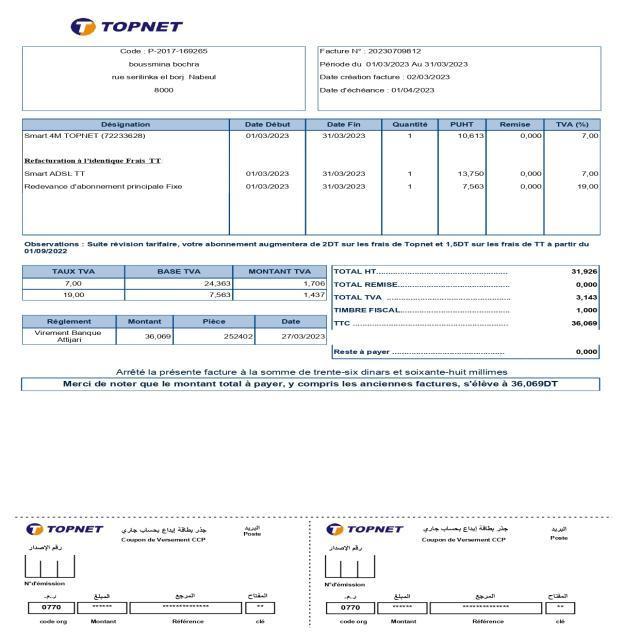 TOPNET
Code : P-2017-169265
boussmina bochra
rue serilinka el borj Nabeul
8000
Facture N° : 20230709812
Période du 01/03/2023 Au 31/03/2023
Date création facture : 02/03/2023
Date d'échéance : 01/04/2023
Désignation Date Début Date Fin Quantité PUHT Remise TVA (%)
Smart 4M TOPNET (72233628) 01/03/2023 31/03/2023 1 10,613 0,000 7,00
Refacturation à l'identique Frais TT
Smart ADSL TT 01/03/2023 31/03/2023 1 13,750 0,000 7,00
Redevance d'abonnement principale Fixe 01/03/2023 31/03/2023 1 7,563 0,000 19,00
Observations : Suite révision tarifaire, votre abonnement augmentera de 2DT sur les frais de Topnet et 1,5DT sur les frais de TT à partir du
01/09/2022
TAUX TVA BASE TVA MONTANT TVA
7,00 24,363 1,706
19,00 7,563 1,437
TOTAL HT 31,926
TOTAL REMISE 0,000
TOTAL TVA 3,143
TIMBRE FISCAL 1,000
TTC 36,069
Reste à payer 0,000
Réglement Montant Pièce Date
Virement Banque
Attijari 36,069 252402 27/03/2023
Arrêté la présente facture à la somme de trente-six dinars et soixante-huit millimes
Merci de noter que le montant total à payer, y compris les anciennes factures, s'élève à 36,069DT
TOPNET جذر بطاقة إيداع بحساب جاري البريد
Coupon de Versement CCP Poste
رقم الإصدار
N°d'émission
ر.م. المبلغ المرجع المفتاح
0770 ****** ************** **
code org Montant Référence clé
TOPNET جذر بطاقة إيداع بحساب جاري البريد
Coupon de Versement CCP Poste
رقم الإصدار
N°d'émission
ر.م. المبلغ المرجع المفتاح
0770 ****** ************** **
code org Montant Référence clé